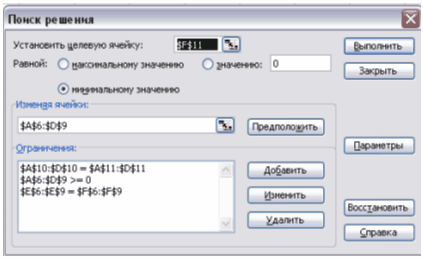 Поиск решения
Установить целевую ячейку: $F$11 Выполнить
Равной: максимальному значению значению: 0 Закрыть
минимальному значению
Изменяя ячейки:
$A$6:$D$9 Предположить
Ограничения: Параметры
$A$10:$D$10 = $A$11:$D$11 Добавить
$A$6:$D$9 >= 0
$E$6:$E$9 = $F$6:$F$9 Изменить
Восстановить
Удалить
Справка